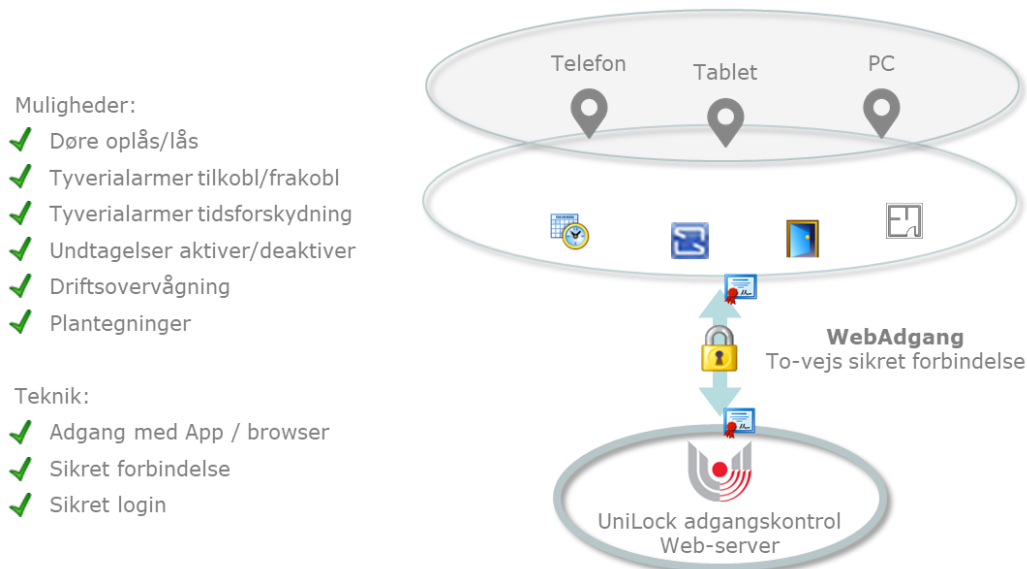 Muligheder:
Døre oplås/lås
Tyverialarmer tilkobl/frakobl
Tyverialarmer tidsforskydning
Undtagelser aktiver/deaktiver
Driftsovervågning
Plantegninger
Teknik:
Adgang med App / browser
Sikret forbindelse
Sikret login
Telefon
Tablet
PC
WebAdgang
To-vejs sikret forbindelse
UniLock adgangskontrol
Web-server